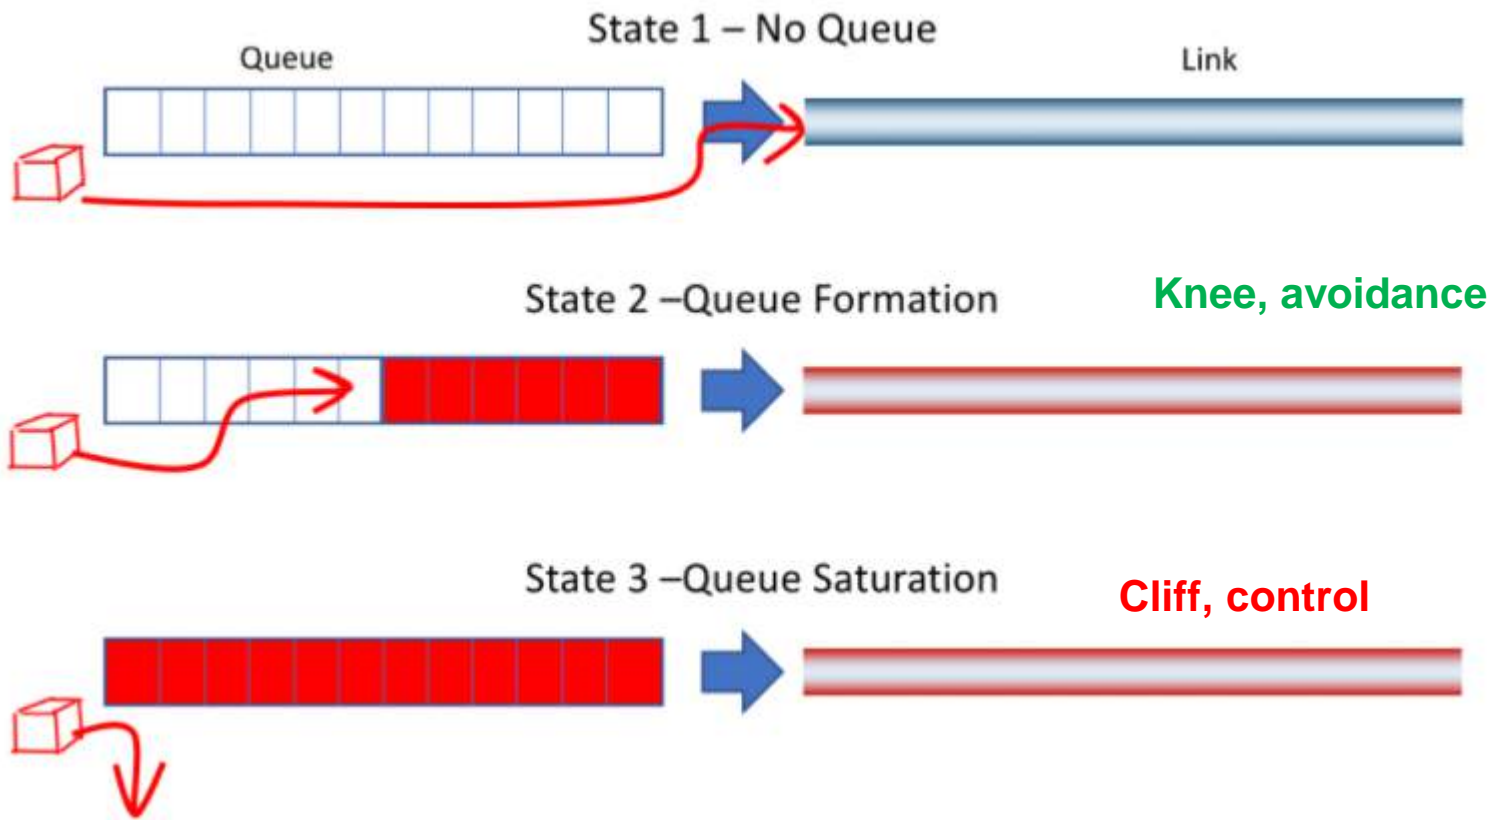 State 1 – No Queue
Queue
Link
State 2 –Queue Formation
Knee, avoidance
State 3 –Queue Saturation
Cliff, control